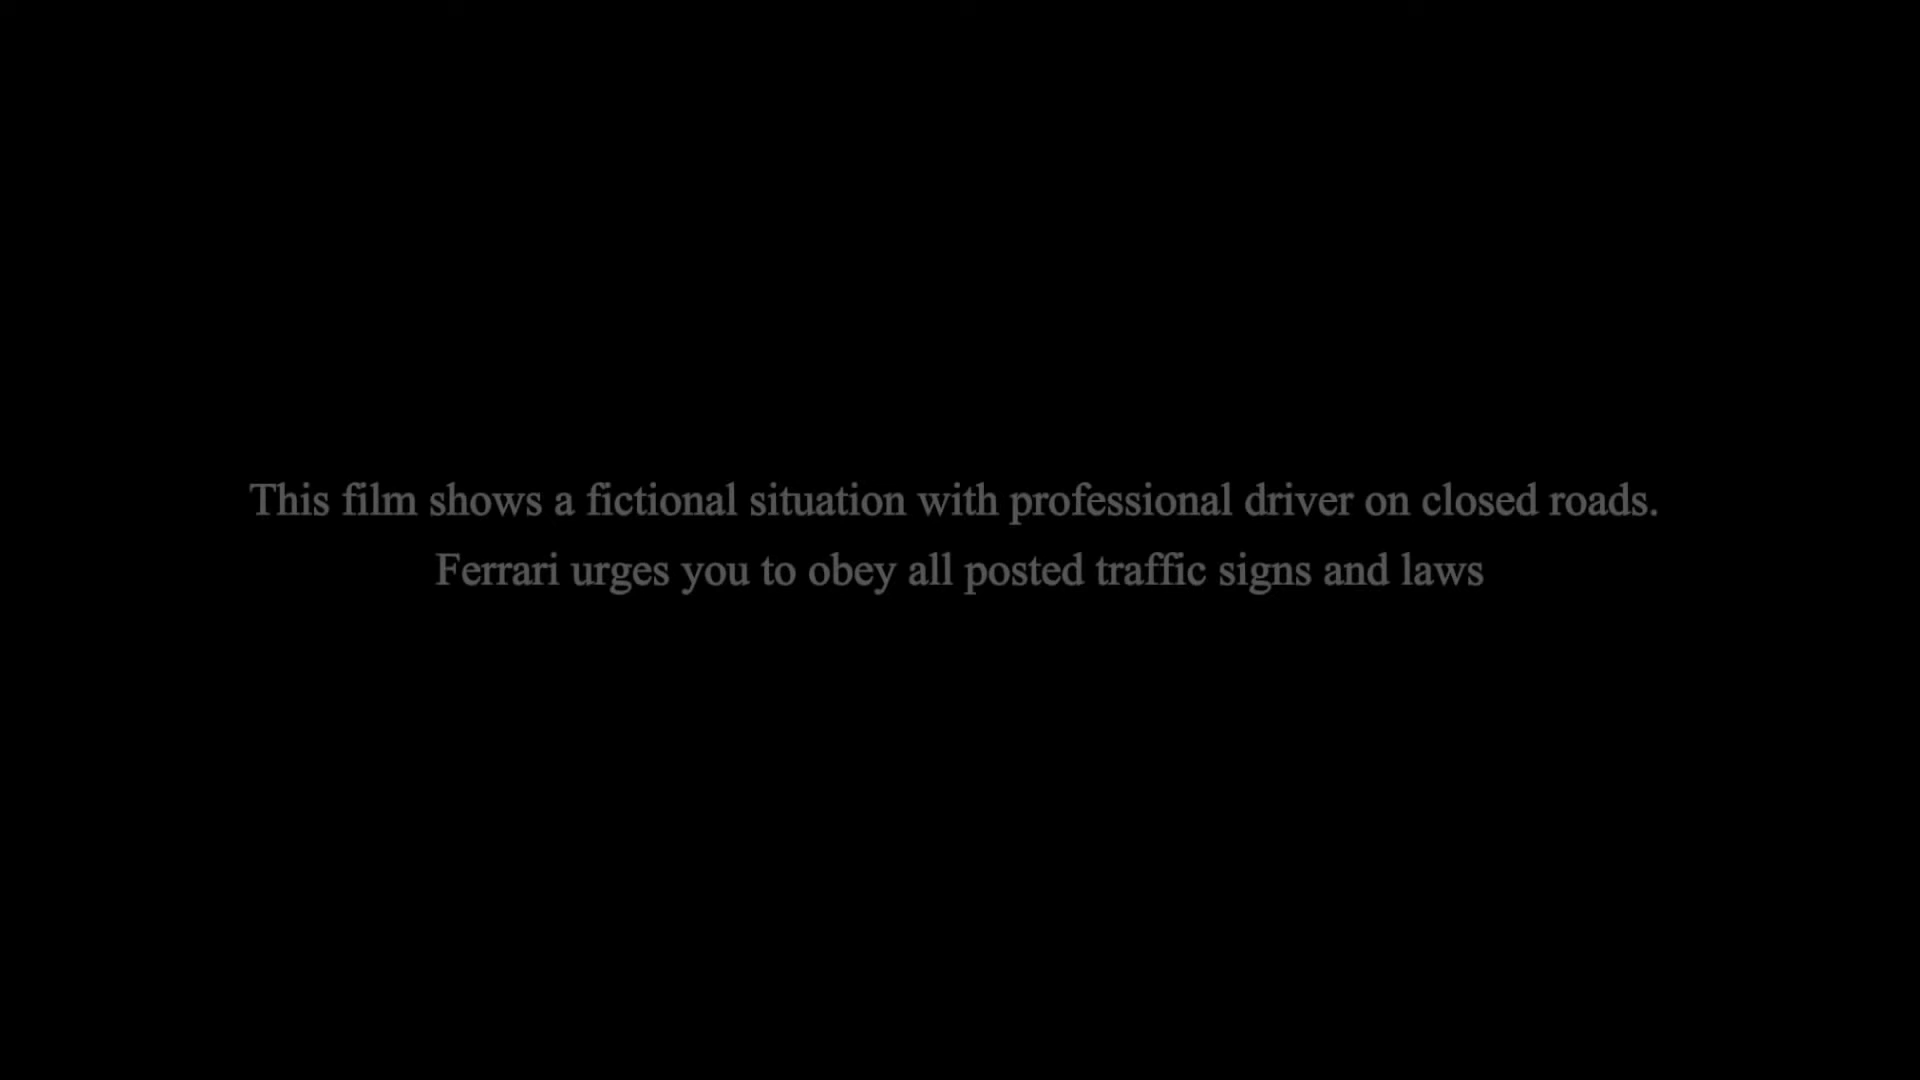 This film shows a fictional situation with professional driver on closed roads.
Ferrari urges you to obey all posted traffic signs and laws